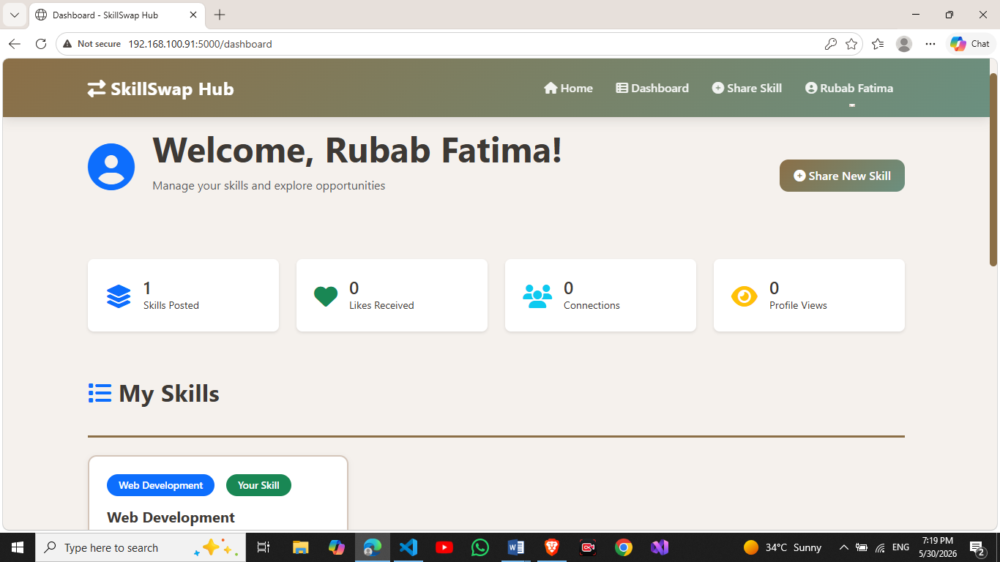 Dashboard - SkillSwap Hub
Not secure 192.168.100.91:5000/dashboard
Chat
SkillSwap Hub
Home Dashboard Share Skill Rubab Fatima
Welcome, Rubab Fatima!
Manage your skills and explore opportunities
Share New Skill
1
Skills Posted
0
Likes Received
0
Connections
0
Profile Views
My Skills
Web Development Your Skill
Web Development
Type here to search
34°C Sunny
ENG
7:19 PM
5/30/2026
2